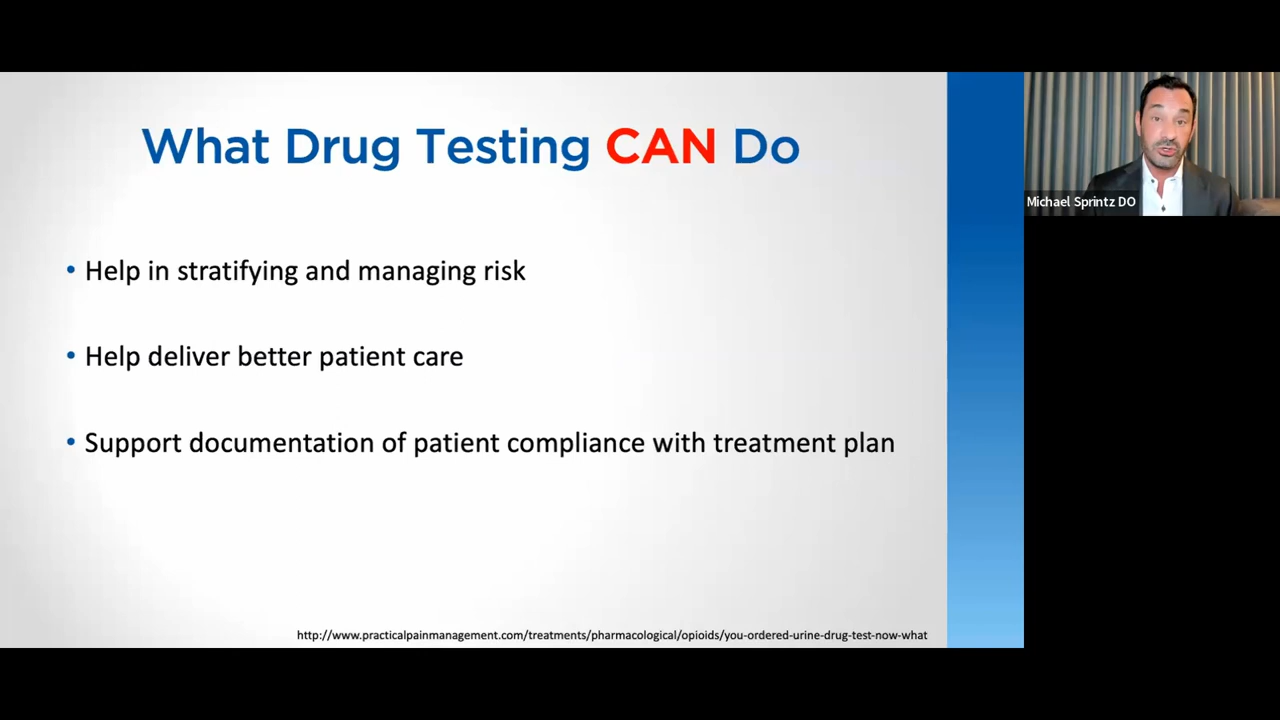 What Drug Testing CAN Do
• Help in stratifying and managing risk
• Help deliver better patient care
• Support documentation of patient compliance with treatment plan
http://www.practicalpainmanagement.com/treatments/pharmacological/opioids/you-ordered-urine-drug-test-now-what
Michael Sprintz DO